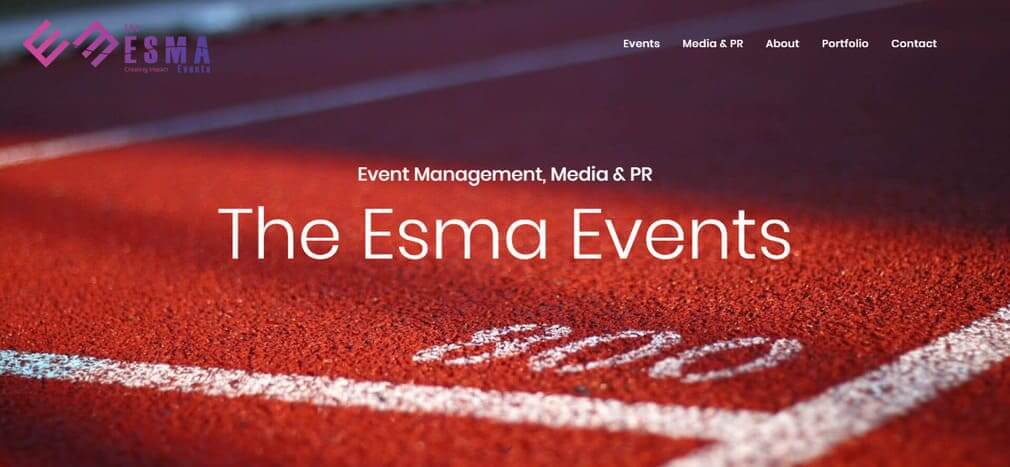 The
ESMA
Creating Impact Events
Events Media & PR About Portfolio Contact
Event Management, Media & PR
The Esma Events
800